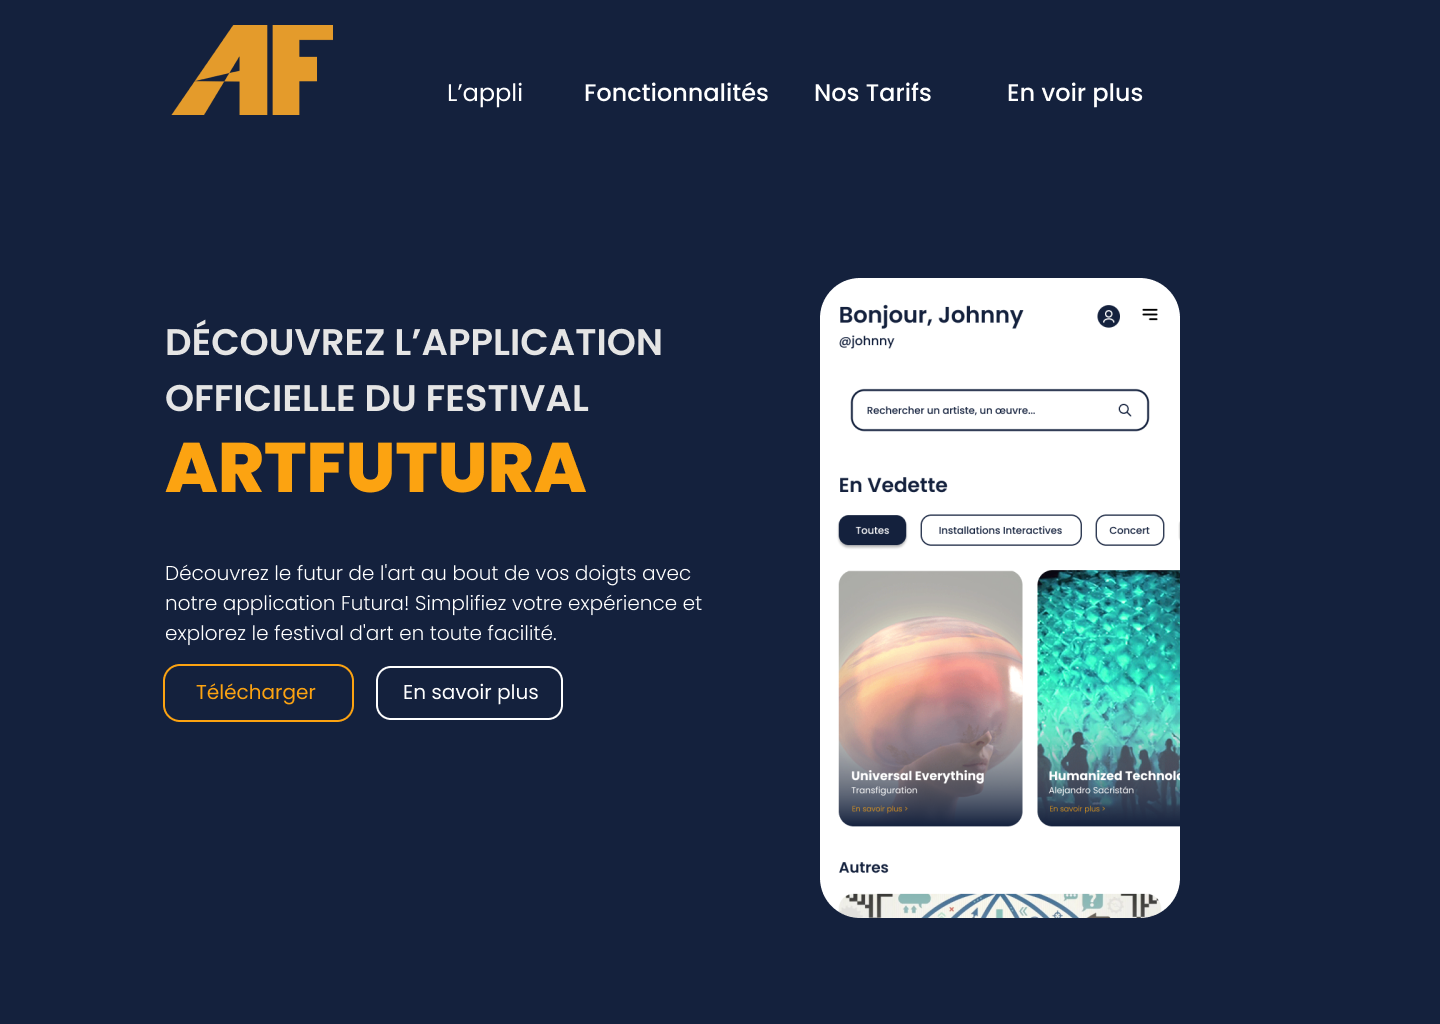 AF
L’appli
Fonctionnalités
Nos Tarifs
En voir plus
DÉCOUVREZ L’APPLICATION
OFFICIELLE DU FESTIVAL
ARTFUTURA
Découvrez le futur de l'art au bout de vos doigts avec
notre application Futura! Simplifiez votre expérience et
explorez le festival d'art en toute facilité.
Télécharger
En savoir plus
Bonjour, Johnny
@johnny
Rechercher un artiste, un œuvre...
En Vedette
Toutes
Installations Interactives
Concert
Universal Everything
Transfiguration
En savoir plus >
Humanized Technolo
Alejandro Sacristán
En savoir plus >
Autres